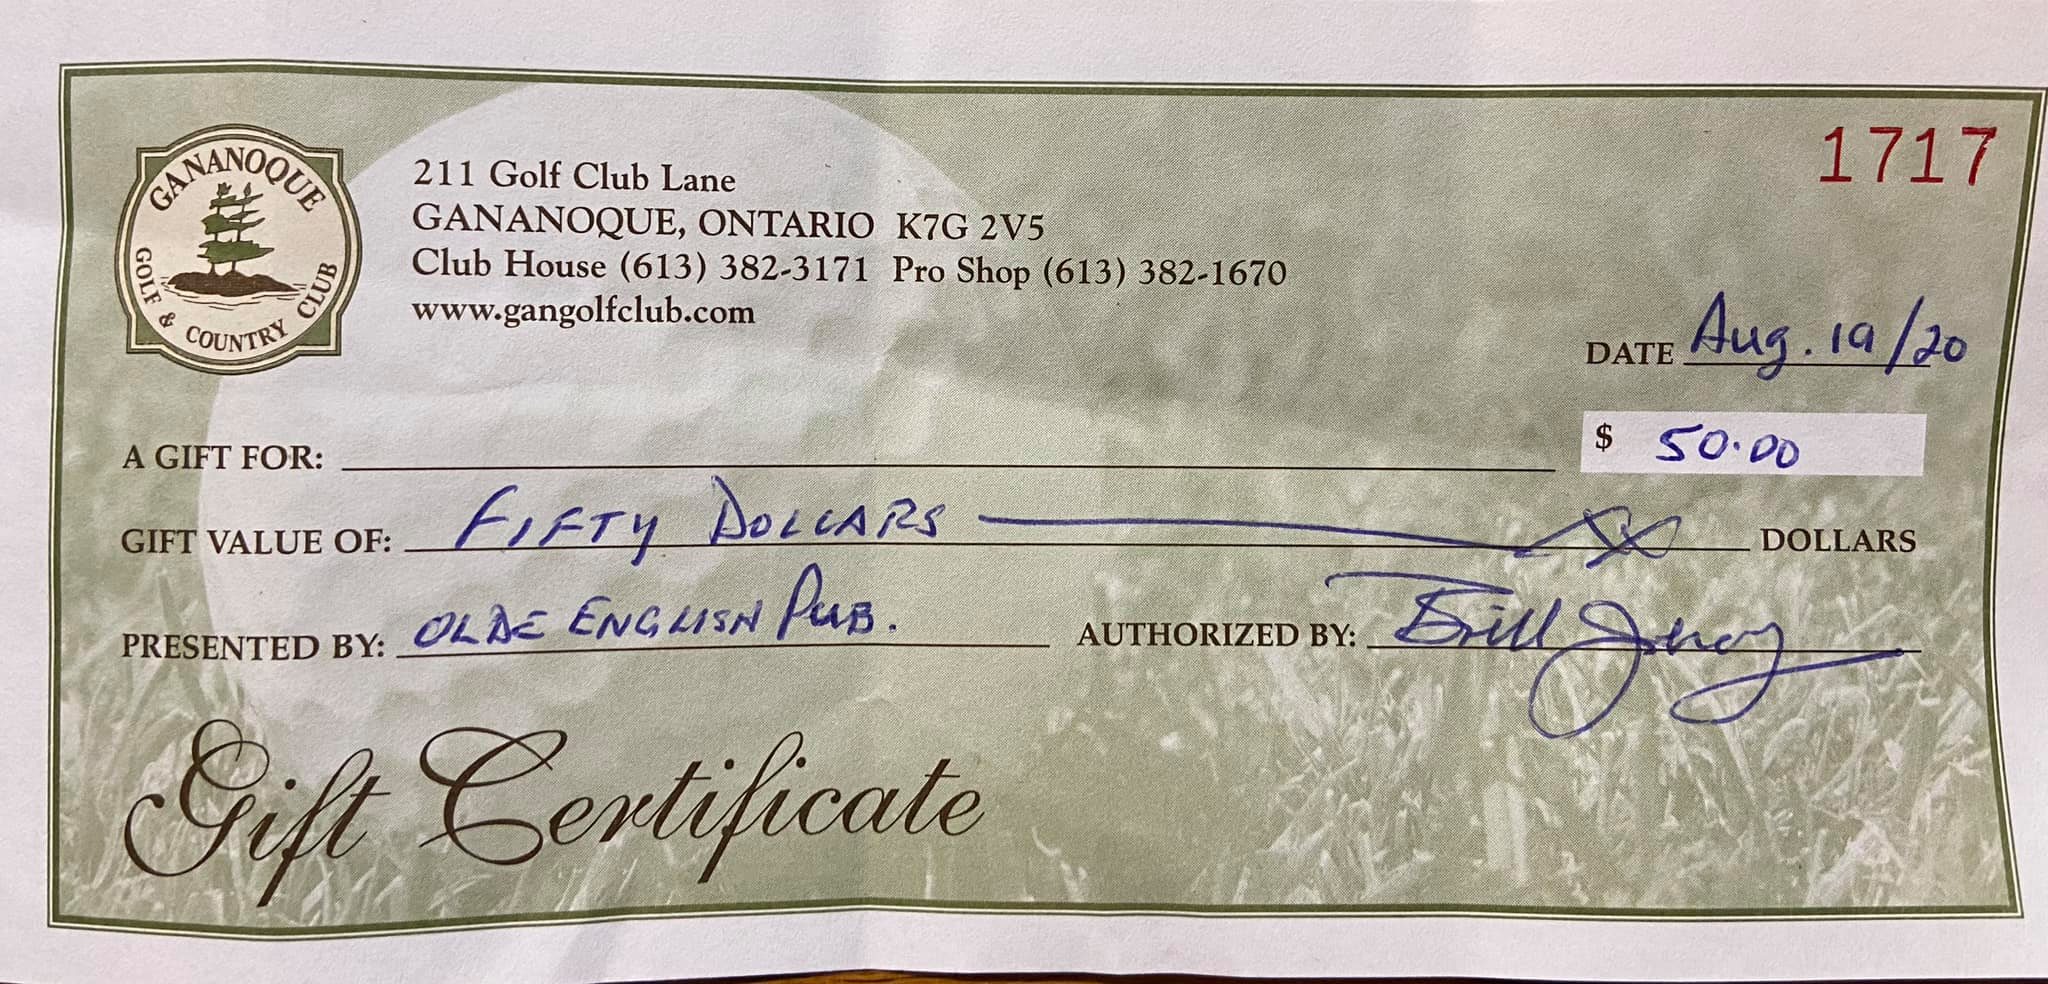 GANANOQUE
GOLF & COUNTRY CLUB
211 Golf Club Lane
GANANOQUE, ONTARIO K7G 2V5
Club House (613) 382-3171 Pro Shop (613) 382-1670
www.gangolfclub.com
1717
DATE Aug. 19/20
A GIFT FOR:
$ 50.00
GIFT VALUE OF: FIFTY DOLLARS DOLLARS
PRESENTED BY: OLDE ENGLISH PUB.
AUTHORIZED BY: Bill
Gift Certificate